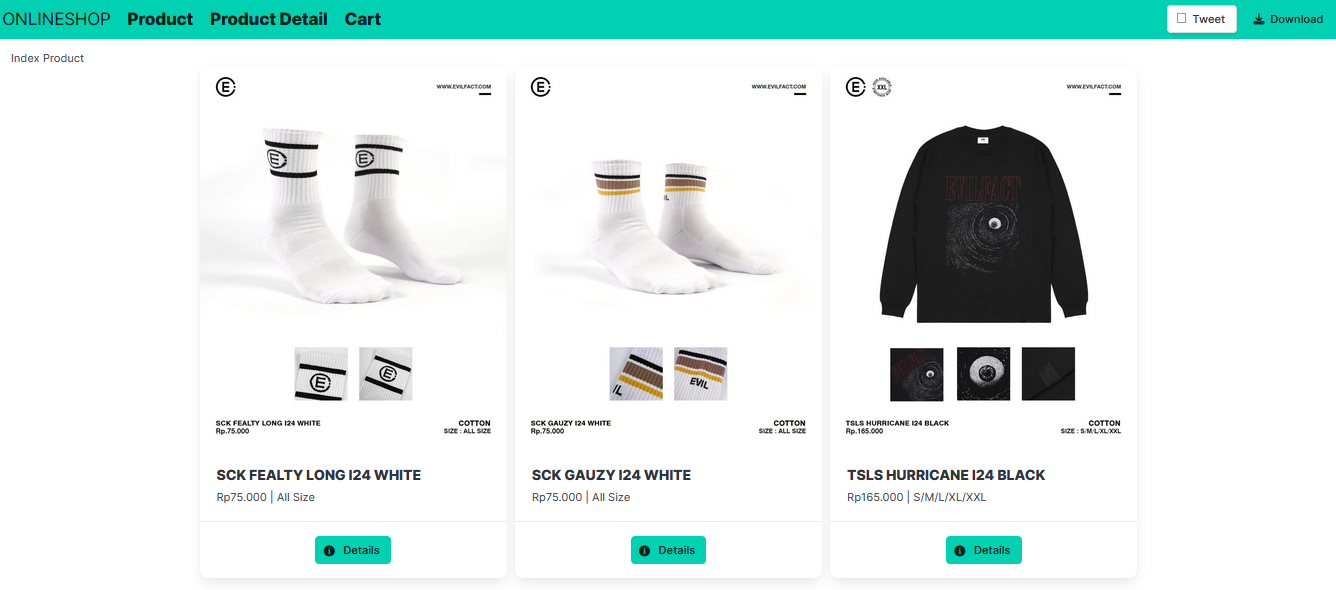 ONLINESHOP Product Product Detail Cart Tweet Download
Index Product
E WWW.EVILFACT.COM
E WWW.EVILFACT.COM
E XXL WWW.EVILFACT.COM
E E
IL
EVILFACT
E E
IL EVIL
SCK FEALTY LONG I24 WHITE COTTON
Rp.75.000 SIZE : ALL SIZE
SCK GAUZY I24 WHITE COTTON
Rp.75.000 SIZE : ALL SIZE
TSLS HURRICANE I24 BLACK COTTON
Rp.165.000 SIZE : S/M/L/XL/XXL
SCK FEALTY LONG I24 WHITE
Rp75.000 | All Size
Details
SCK GAUZY I24 WHITE
Rp75.000 | All Size
Details
TSLS HURRICANE I24 BLACK
Rp165.000 | S/M/L/XL/XXL
Details